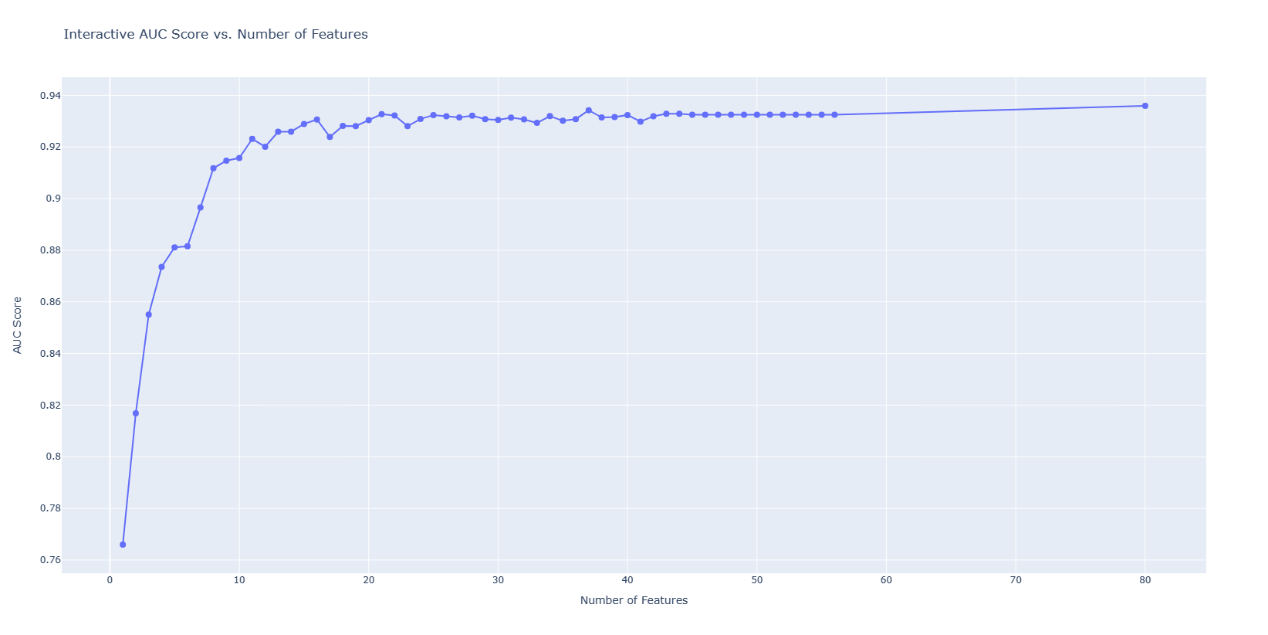 Interactive AUC Score vs. Number of Features
0.94
0.92
0.9
0.88
0.86
0.84
0.82
0.8
0.78
0.76
AUC Score
0 10 20 30 40 50 60 70 80
Number of Features